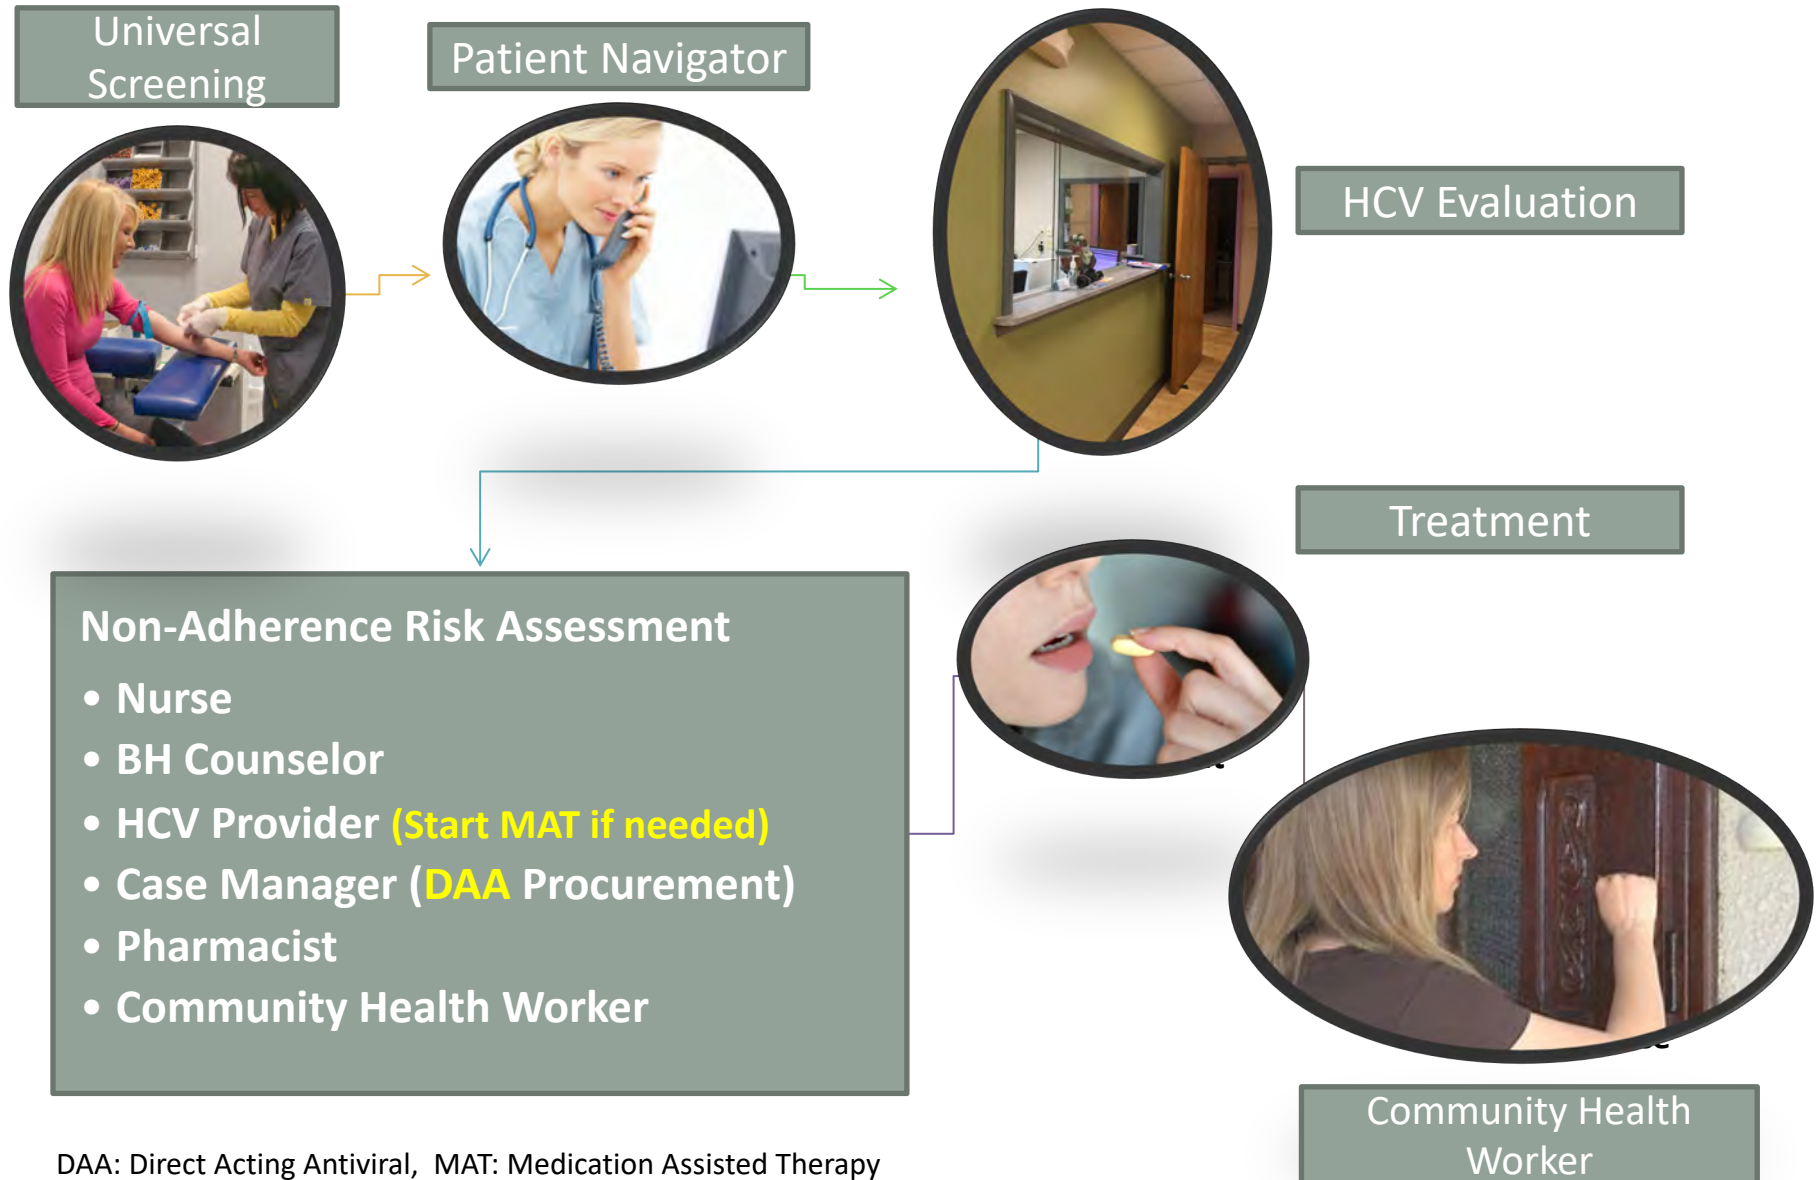 Universal
Screening
Patient Navigator
HCV Evaluation
Treatment
Non-Adherence Risk Assessment
• Nurse
• BH Counselor
• HCV Provider (Start MAT if needed)
• Case Manager (DAA Procurement)
• Pharmacist
• Community Health Worker
Community Health
Worker
DAA: Direct Acting Antiviral, MAT: Medication Assisted Therapy